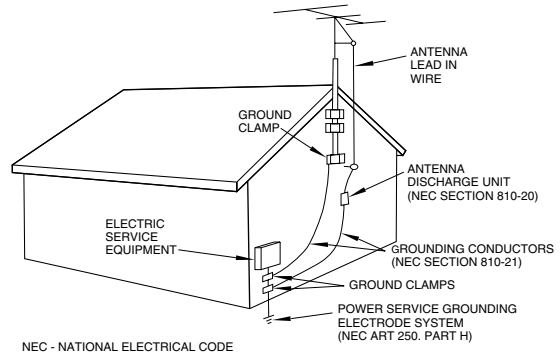 ANTENNA
LEAD IN
WIRE
GROUND
CLAMP
ANTENNA
DISCHARGE UNIT
(NEC SECTION 810-20)
ELECTRIC
SERVICE
EQUIPMENT
GROUNDING CONDUCTORS
(NEC SECTION 810-21)
GROUND CLAMPS
POWER SERVICE GROUNDING
ELECTRODE SYSTEM
(NEC ART 250. PART H)
NEC - NATIONAL ELECTRICAL CODE